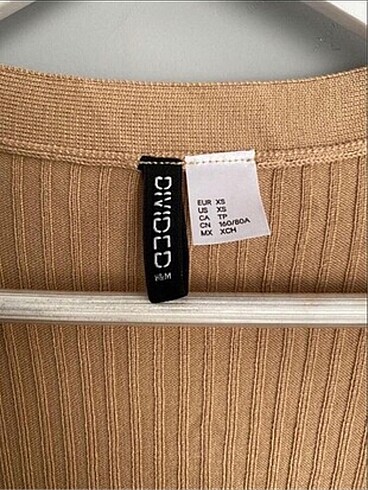 DIVIDED
H&M
EUR XS
US XS
CA TP
CN 160/80A
MX XCH